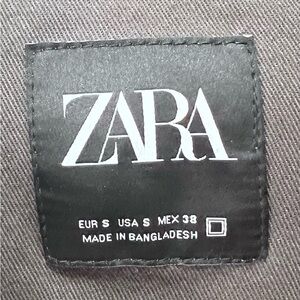 ZARA
EUR S USA S MEX 38
MADE IN BANGLADESH